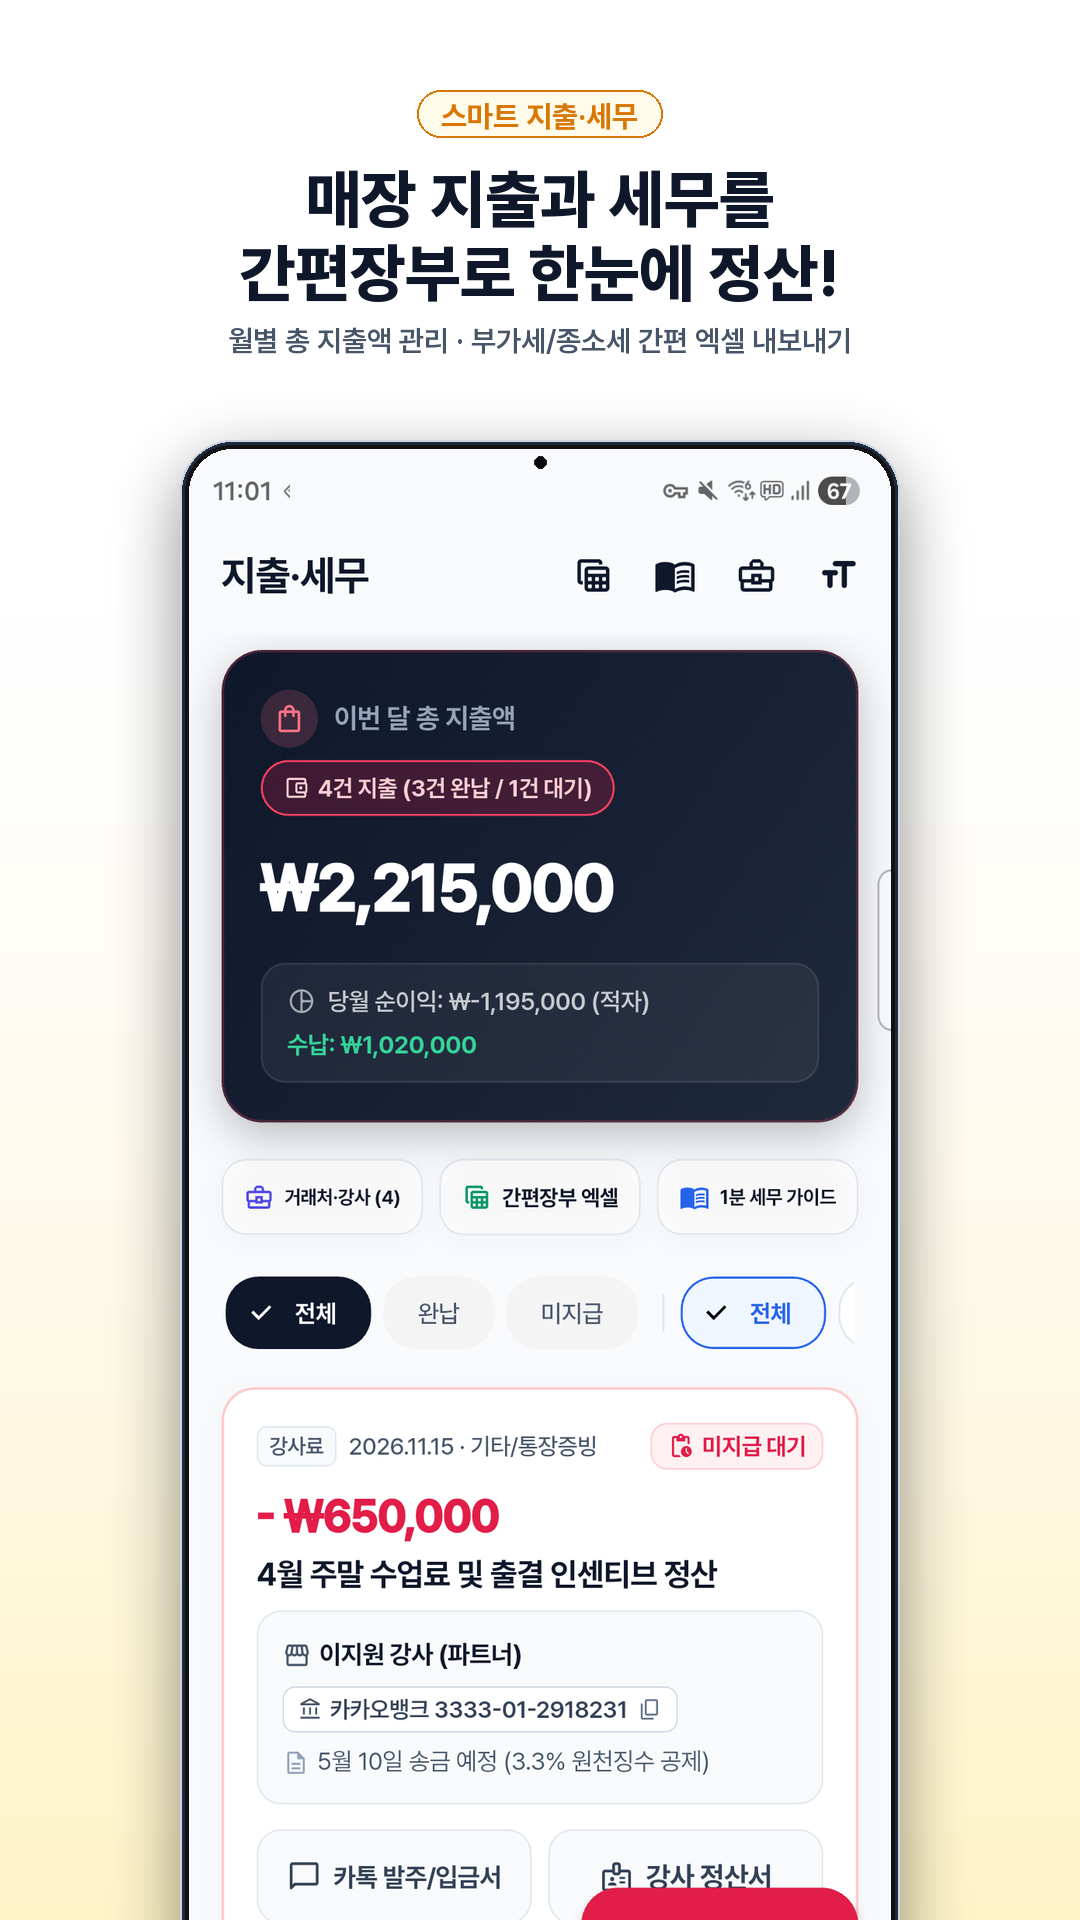 스마트 지출·세무
매장 지출과 세무를
간편장부로 한눈에 정산!
월별 총 지출액 관리 · 부가세/종소세 간편 엑셀 내보내기
11:01
HD
67
지출·세무
이번 달 총 지출액
4건 지출 (3건 완납 / 1건 대기)
₩2,215,000
당월 순이익: ₩-1,195,000 (적자)
수납: ₩1,020,000
거래처·강사 (4)
간편장부 엑셀
1분 세무 가이드
전체
완납
미지급
전체
강사료
2026.11.15 · 기타/통장증빙
미지급 대기
- ₩650,000
4월 주말 수업료 및 출결 인센티브 정산
이지원 강사 (파트너)
카카오뱅크 3333-01-2918231
5월 10일 송금 예정 (3.3% 원천징수 공제)
카톡 발주/입금서
강사 정산서